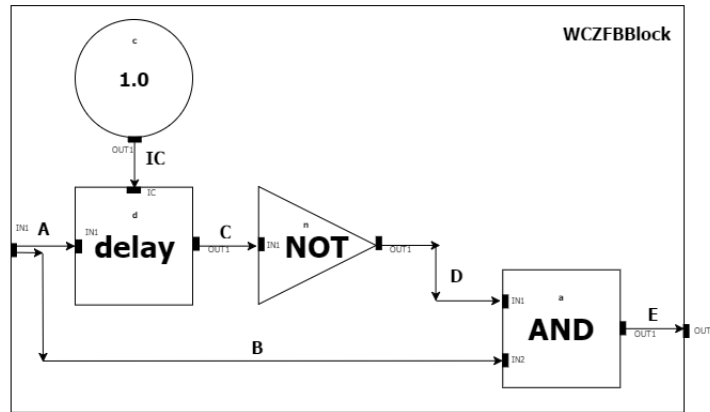 WCZFBBlock
c
1.0
OUT1
IC
IC
IN1
A
IN1
d
delay
OUT1
C
IN1
n
NOT
OUT1
D
IN1
a
AND
IN2
OUT1
E
OUT
B